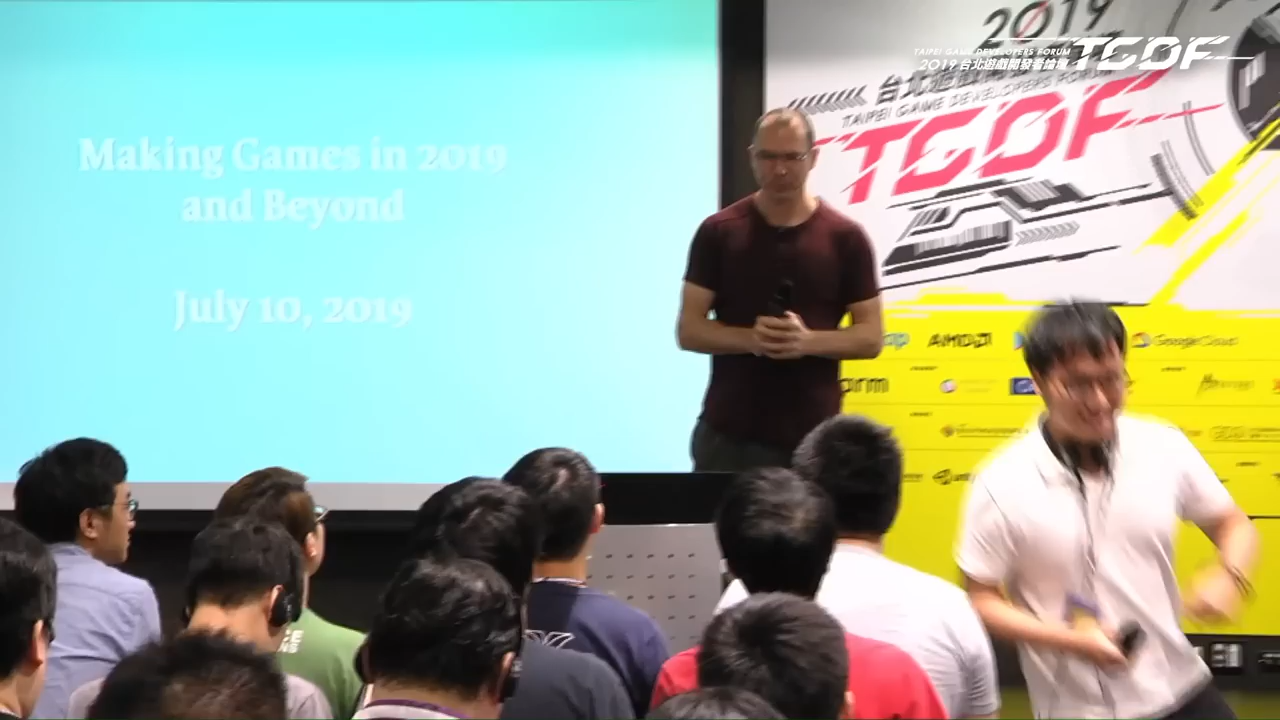 Making Games in 2019
and Beyond
July 10, 2019
TAIPEI GAME DEVELOPERS FORUM
2019 台北遊戲開發者論壇
TGDF
2019
台北遊戲開發者論壇
TAIPEI GAME DEVELOPERS FORUM
TGDF
AMD
Google Cloud
arm